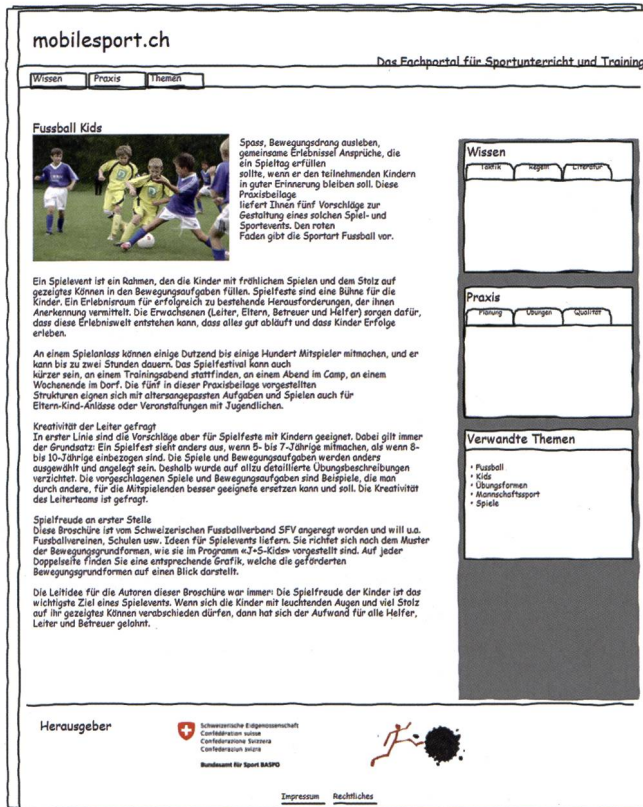 mobilesport.ch
Das Fachportal für Sportunterricht und Training
Wissen Praxis Themen
Fussball Kids
Spass, Bewegungsdrang ausleben,
gemeinsame Erlebnisse! Ansprüche, die
ein Spieltag erfüllen
sollte, wenn er den teilnehmenden Kindern
in guter Erinnerung bleiben soll. Diese
Praxisbeilage
liefert Ihnen fünf Vorschläge zur
Gestaltung eines solchen Spiel- und
Sportevents. Den roten
Faden gibt die Sportart Fussball vor.
Ein Spielevent ist ein Rahmen, den die Kinder mit fröhlichen Spielen und dem Stolz auf
gezeigtes Können in den Bewegungsaufgaben füllen. Spielfeste sind eine Bühne für die
Kinder. Ein Erlebnisraum für erfolgreich zu bestehende Herausforderungen, der ihnen
Anerkennung vermittelt. Die Erwachsenen (Leiter, Eltern, Betreuer und Helfer) sorgen dafür,
dass diese Erlebniswelt entstehen kann, dass alles gut abläuft und dass Kinder Erfolge
erleben.
An einem Spielanlass können einige Dutzend bis einige Hundert Mitspieler mitmachen, und er
kann bis zu zwei Stunden dauern. Das Spielfestival kann auch
kürzer sein, an einem Trainingsabend stattfinden, an einem Abend im Camp, an einem
Wochenende im Dorf. Die fünf in dieser Praxisbeilage vorgestellten
Strukturen eignen sich mit altersangepassten Aufgaben und Spielen auch für
Eltern-Kind-Anlässe oder Veranstaltungen mit Jugendlichen.
Kreativität der Leiter gefragt
In erster Linie sind die Vorschläge aber für Spielfeste mit Kindern geeignet. Dabei gilt immer
der Grundsatz: Ein Spielfest sieht anders aus, wenn 5- bis 7-Jährige mitmachen, als wenn 8-
bis 10-Jährige einbezogen sind. Die Spiele und Bewegungsaufgaben werden anders
ausgewählt und angelegt sein. Deshalb wurde auf allzu detaillierte Übungsbeschreibungen
verzichtet. Die vorgeschlagenen Spiele und Bewegungsaufgaben sind Beispiele, die man
durch andere, für die Mitspielenden besser geeignete ersetzen kann und soll. Die Kreativität
des Leiterteams ist gefragt.
Spielfreude an erster Stelle
Diese Broschüre ist vom Schweizerischen Fussballverband SFV angeregt worden und will u.a.
Fussballvereinen, Schulen usw. Ideen für Spielevents liefern. Sie richtet sich nach dem Muster
der Bewegungsgrundformen, wie sie im Programm «J+S-Kids» vorgestellt sind. Auf jeder
Doppelseite finden Sie eine entsprechende Grafik, welche die geförderten
Bewegungsgrundformen auf einen Blick darstellt.
Die Leitidee für die Autoren dieser Broschüre war immer: Die Spielfreude der Kinder ist das
wichtigste Ziel eines Spielevents. Wenn sich die Kinder mit leuchtenden Augen und viel Stolz
auf ihr gezeigtes Können verabschieden dürfen, dann hat sich der Aufwand für alle Helfer,
Leiter und Betreuer gelohnt.
Wissen
Taktik Regeln Literatur
Praxis
Planung Übungen Qualität
Verwandte Themen
• Fussball
• Kids
• Übungsformen
• Mannschaftssport
• Spiele
Herausgeber
Schweizerische Eidgenossenschaft
Confédération suisse
Confederazione Svizzera
Confederaziun svizra
Bundesamt für Sport BASPO
Impressum Rechtliches